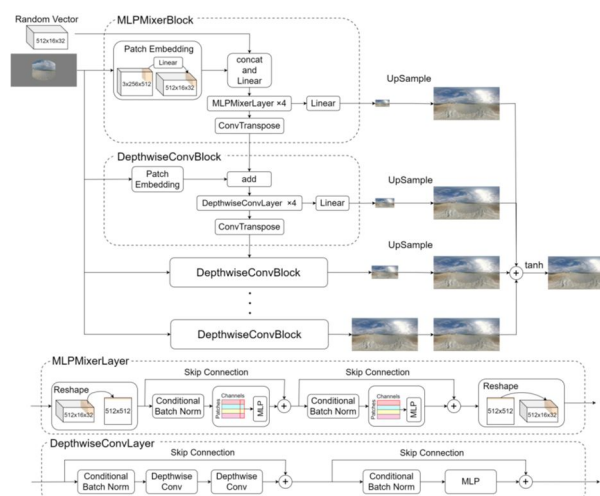 MLPMixerBlock
Random Vector
512x16x32
Patch Embedding
Linear
3x256x512
512x16x32
concat
and
Linear
UpSample
MLPMixerLayer ×4
Linear
ConvTranspose
DepthwiseConvBlock
Patch
Embedding
add
UpSample
DepthwiseConvLayer ×4
Linear
ConvTranspose
UpSample
DepthwiseConvBlock
+
tanh
DepthwiseConvBlock
MLPMixerLayer
Skip Connection
Skip Connection
Reshape
512x16x32
512x512
Conditional
Batch Norm
Channels
Patches
MLP
+
Conditional
Batch Norm
Channels
Patches
MLP
+
Reshape
512x512
512x16x32
DepthwiseConvLayer
Skip Connection
Skip Connection
Conditional
Batch Norm
Depthwise
Conv
Depthwise
Conv
+
Conditional
Batch Norm
MLP
+